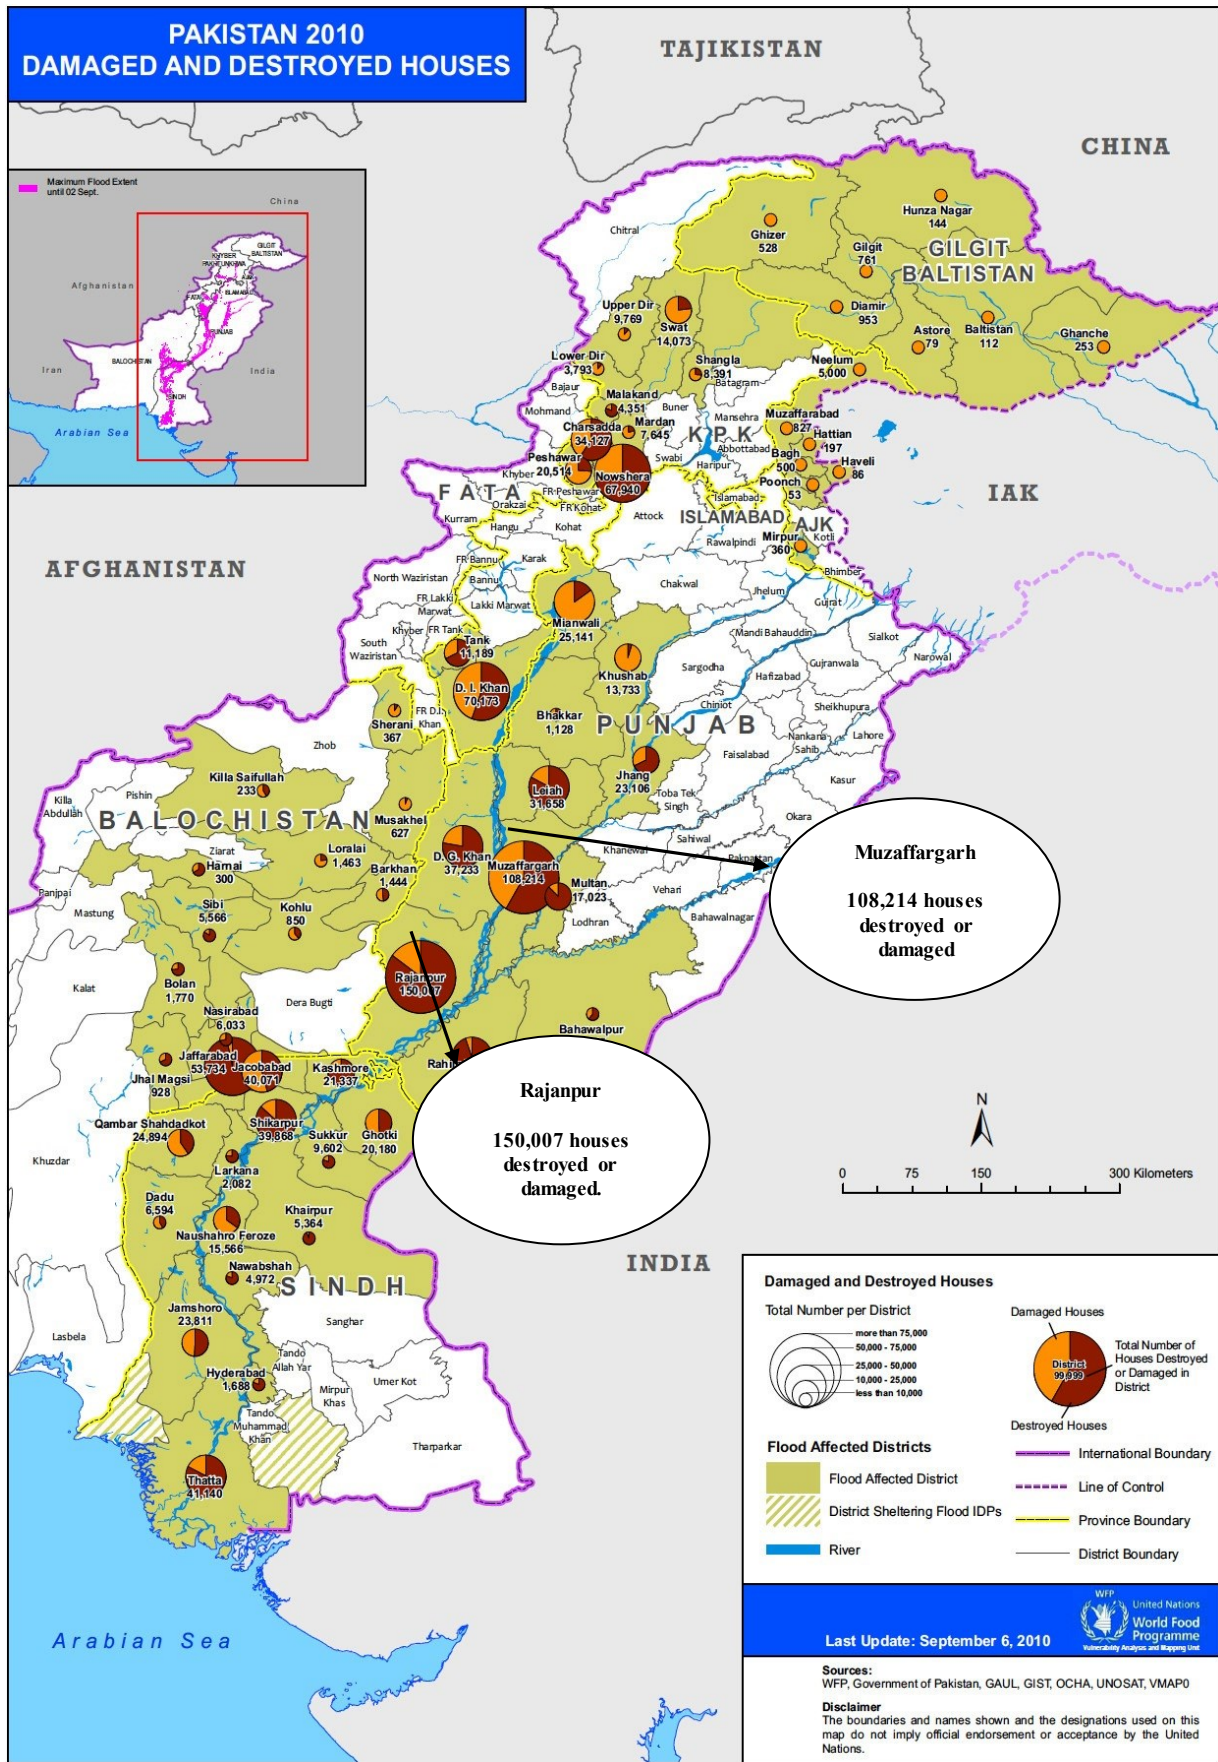 PAKISTAN 2010
DAMAGED AND DESTROYED HOUSES
TAJIKISTAN
CHINA
Maximum Flood Extent
until 02 Sept.
China
GILGIT
BALTISTAN
KHYBER
FATA
Afghanistan
PUNJAB
BALOCHISTAN
Iran
India
SINDH
Arabian Sea
Chitral
Ghizer
528
Hunza Nagar
144
Gilgit
761
GILGIT
BALTISTAN
Diamir
953
Astore
79
Baltistan
112
Ghanche
253
Upper Dir
9,769
Swat
14,073
Lower Dir
3,793
Shangla
8,391
Neelum
5,000
Bajaur
Batagram
Mohmand
Malakand
4,351
Buner
Mansehra
Charsadda
34,127
Mardan
7,645
KPK
Abbottabad
Muzaffarabad
827
Hattian
197
Peshawar
20,514
Swabi
Haripur
Bagh
500
Haveli
86
Khyber
Nowshera
67,940
Poonch
53
FATA
FR Peshawar
Orakzai
FR Kohat
Islamabad
IAK
Kurram
Hangu
Kohat
Attock
ISLAMABAD
AJK
Rawalpindi
Mirpur
360
Kotli
AFGHANISTAN
FR Bannu
Karak
Bhimber
North Waziristan
Bannu
Chakwal
FR Lakki
Marwat
Lakki Marwat
Jhelum
Gujrat
Mianwali
25,141
Khyber
FR Tank
South
Waziristan
Tank
11,189
Mandi Bahauddin
Sialkot
Khushab
13,733
Sargodha
Gujranwala
Narowal
Hafizabad
D. I. Khan
70,173
Sherani
367
FR D.I.
Khan
Bhakkar
1,128
PUNJAB
Chiniot
Sheikhupura
Nankana
Sahib
Lahore
Zhob
Faisalabad
Killa Saifullah
233
Jhang
23,106
Kasur
Pishin
Leiah
31,658
Toba Tek
Singh
Killa
Abdullah
BALOCHISTAN
Musakhel
627
Okara
Sahiwal
Ziarat
Loralai
1,463
D. G. Khan
37,233
Khanewal
Pakpattan
Harnai
300
Barkhan
1,444
Muzaffargarh
108,214
Multan
17,023
Vehari
Panjpai
Mastung
Lodhran
Bahawalnagar
Sibi
5,566
Kohlu
850
Muzaffargarh
108,214 houses
destroyed or
damaged
Kalat
Bolan
1,770
Dera Bugti
Rajanpur
150,007
Nasirabad
6,033
Bahawalpur
Jaffarabad
53,734
Jacobabad
40,071
Kashmore
21,337
Jhal Magsi
928
Rajanpur
150,007 houses
destroyed or
damaged.
Qambar Shahdadkot
24,894
Shikarpur
39,868
Sukkur
9,602
Ghotki
20,180
Khuzdar
Larkana
2,082
Dadu
6,594
Khairpur
5,364
Naushahro Feroze
15,566
Nawabshah
4,972
SINDH
INDIA
Jamshoro
23,811
Sanghar
Lasbela
Tando
Allah Yar
Hyderabad
1,688
Mirpur
Khas
Umer Kot
Tando
Muhammad
Khan
Tharparkar
Thatta
41,140
Arabian Sea
N
0 75 150 300 Kilometers
Damaged and Destroyed Houses
Total Number per District
more than 75,000
50,000 - 75,000
25,000 - 50,000
10,000 - 25,000
less than 10,000
Damaged Houses
District
99,999
Total Number of
Houses Destroyed
or Damaged in
District
Destroyed Houses
Flood Affected Districts
Flood Affected District
District Sheltering Flood IDPs
River
International Boundary
Line of Control
Province Boundary
District Boundary
Last Update: September 6, 2010
WFP
United Nations
World Food
Programme
Vulnerability Analysis and Mapping Unit
Sources:
WFP, Government of Pakistan, GAUL, GIST, OCHA, UNOSAT, VMAP0
Disclaimer
The boundaries and names shown and the designations used on this
map do not imply official endorsement or acceptance by the United
Nations.